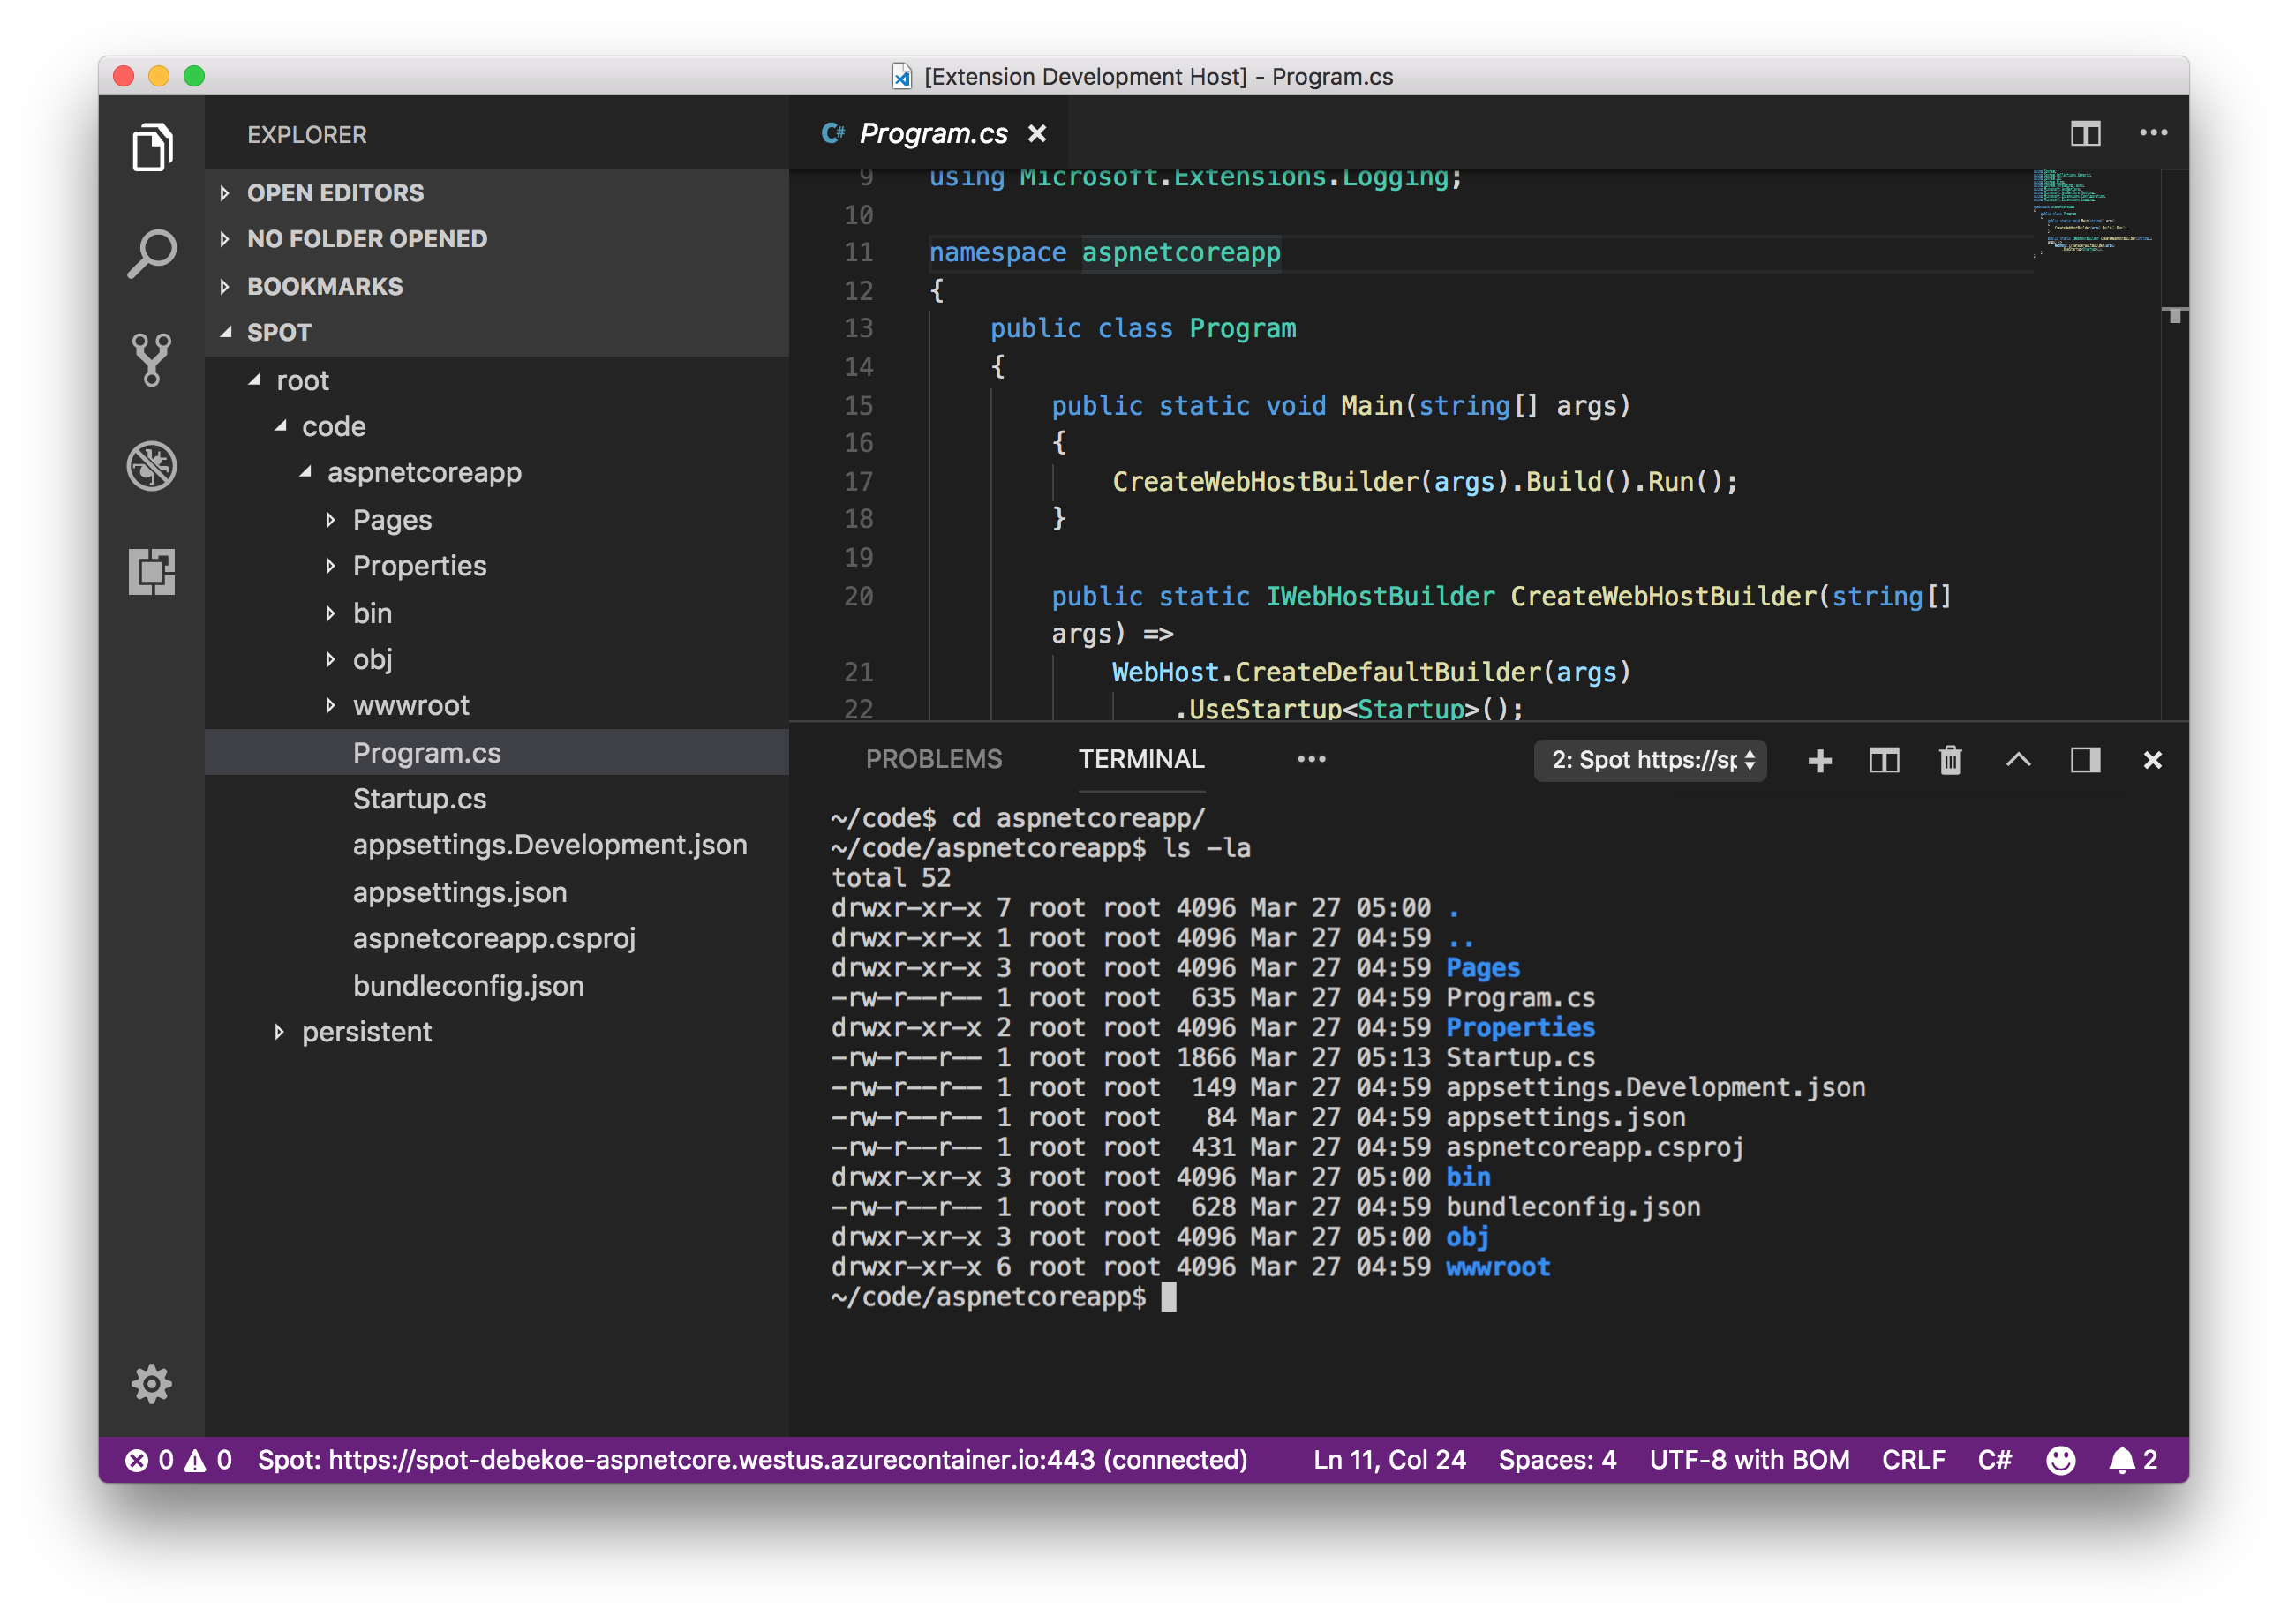 [Extension Development Host] - Program.cs
EXPLORER
OPEN EDITORS
NO FOLDER OPENED
BOOKMARKS
SPOT
root
code
aspnetcoreapp
Pages
Properties
bin
obj
wwwroot
Program.cs
Startup.cs
appsettings.Development.json
appsettings.json
aspnetcoreapp.csproj
bundleconfig.json
persistent
C# Program.cs
9 using Microsoft.Extensions.Logging;
10
11 namespace aspnetcoreapp
12 {
13 public class Program
14 {
15 public static void Main(string[] args)
16 {
17 CreateWebHostBuilder(args).Build().Run();
18 }
19
20 public static IWebHostBuilder CreateWebHostBuilder(string[]
args) =>
21 WebHost.CreateDefaultBuilder(args)
22 .UseStartup<Startup>();
PROBLEMS TERMINAL ••• 2: Spot https://sp
~/code$ cd aspnetcoreapp/
~/code/aspnetcoreapp$ ls -la
total 52
drwxr-xr-x 7 root root 4096 Mar 27 05:00 .
drwxr-xr-x 1 root root 4096 Mar 27 04:59 ..
drwxr-xr-x 3 root root 4096 Mar 27 04:59 Pages
-rw-r--r-- 1 root root 635 Mar 27 04:59 Program.cs
drwxr-xr-x 2 root root 4096 Mar 27 04:59 Properties
-rw-r--r-- 1 root root 1866 Mar 27 05:13 Startup.cs
-rw-r--r-- 1 root root 149 Mar 27 04:59 appsettings.Development.json
-rw-r--r-- 1 root root 84 Mar 27 04:59 appsettings.json
-rw-r--r-- 1 root root 431 Mar 27 04:59 aspnetcoreapp.csproj
drwxr-xr-x 3 root root 4096 Mar 27 05:00 bin
-rw-r--r-- 1 root root 628 Mar 27 04:59 bundleconfig.json
drwxr-xr-x 3 root root 4096 Mar 27 05:00 obj
drwxr-xr-x 6 root root 4096 Mar 27 04:59 wwwroot
~/code/aspnetcoreapp$
0 0 Spot: https://spot-debekoe-aspnetcore.westus.azurecontainer.io:443 (connected) Ln 11, Col 24 Spaces: 4 UTF-8 with BOM CRLF C# 2